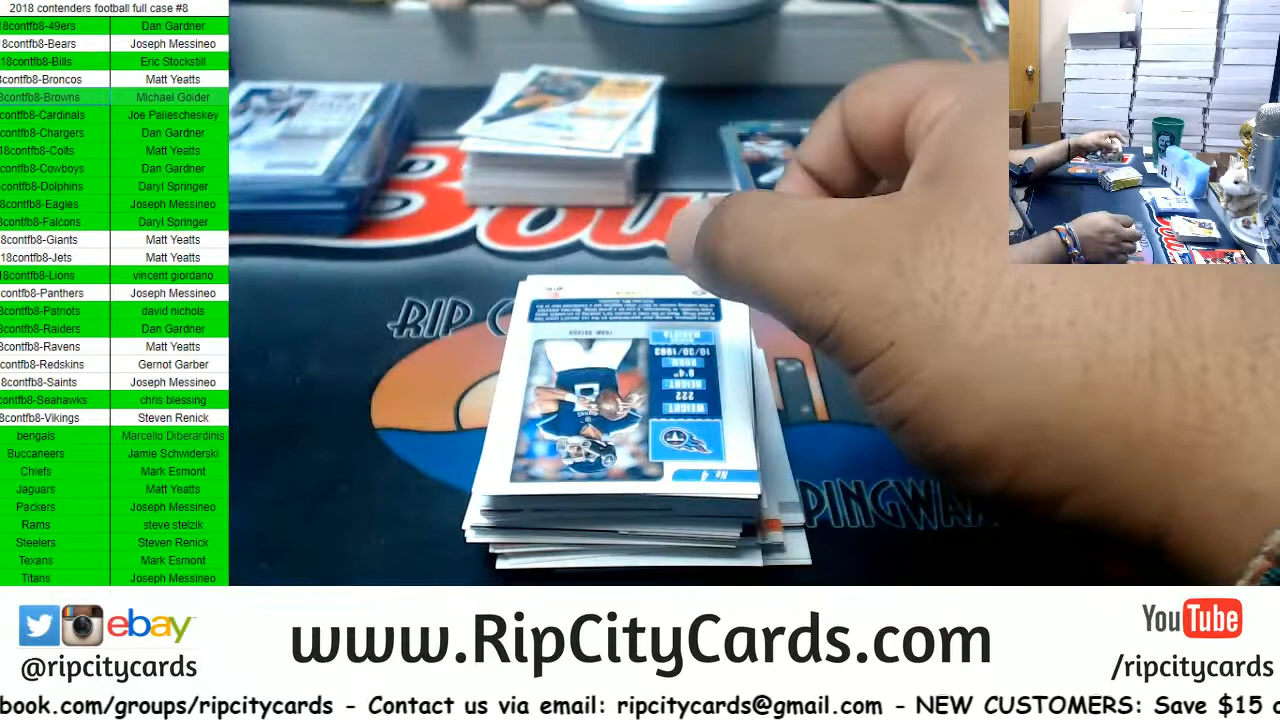 2018 contenders football full case #8
18contfb8-49ers Dan Gardner
8contfb8-Bears Joseph Messineo
18contfb8-Bills Eric Stockstill
8contfb8-Broncos Matt Yeatts
8contfb8-Browns Michael Golder
8contfb8-Cardinals Joe Paliescheskey
8contfb8-Chargers Dan Gardner
18contfb8-Colts Matt Yeatts
8contfb8-Cowboys Dan Gardner
8contfb8-Dolphins Daryl Springer
8contfb8-Eagles Joseph Messineo
8contfb8-Falcons Daryl Springer
8contfb8-Giants Matt Yeatts
18contfb8-Jets Matt Yeatts
18contfb8-Lions vincent giordano
contfb8-Panthers Joseph Messineo
8contfb8-Patriots david nichols
8contfb8-Raiders Dan Gardner
8contfb8-Ravens Matt Yeatts
contfb8-Redskins Gernot Garber
8contfb8-Saints Joseph Messineo
contfb8-Seahawks chris blessing
8contfb8-Vikings Steven Renick
bengals Marcello Diberardinis
Buccaneers Jamie Schwiderski
Chiefs Mark Esmont
Jaguars Matt Yeatts
Packers Joseph Messineo
Rams steve stelzik
Steelers Steven Renick
Texans Mark Esmont
Titans Joseph Messineo
RIP C
PINGWA
No. 4
WEIGHT
222
HEIGHT
6'4"
BORN
10/30/1993
MARIOTA
ebay
@ripcitycards
www.RipCityCards.com
YouTube
/ripcitycards
book.com/groups/ripcitycards - Contact us via email: ripcitycards@gmail.com - NEW CUSTOMERS: Save $15